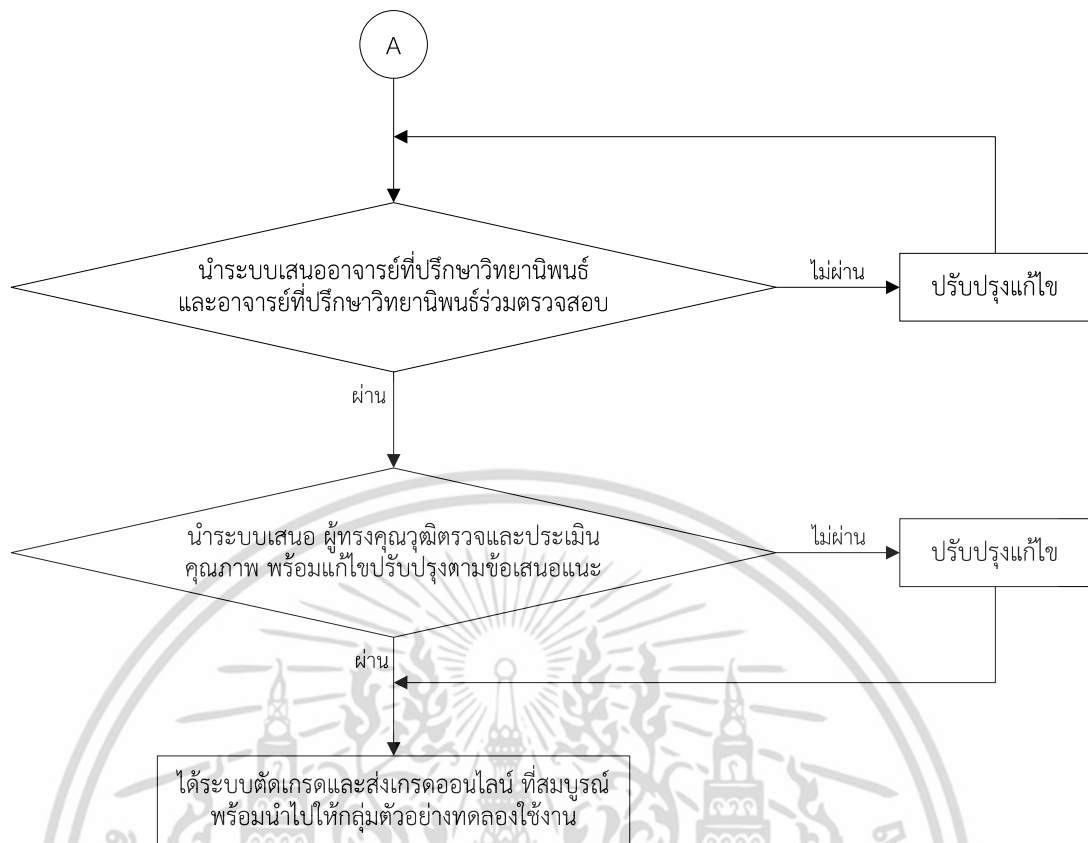 A
นำระบบเสนออาจารย์ที่ปรึกษาวิทยานิพนธ์
และอาจารย์ที่ปรึกษาวิทยานิพนธ์ร่วมตรวจสอบ
ไม่ผ่าน
ปรับปรุงแก้ไข
ผ่าน
นำระบบเสนอ ผู้ทรงคุณวุฒิตรวจและประเมิน
คุณภาพ พร้อมแก้ไขปรับปรุงตามข้อเสนอแนะ
ไม่ผ่าน
ปรับปรุงแก้ไข
ผ่าน
ได้ระบบตัดเกรดและส่งเกรดออนไลน์ ที่สมบูรณ์
พร้อมนำไปให้กลุ่มตัวอย่างทดลองใช้งาน